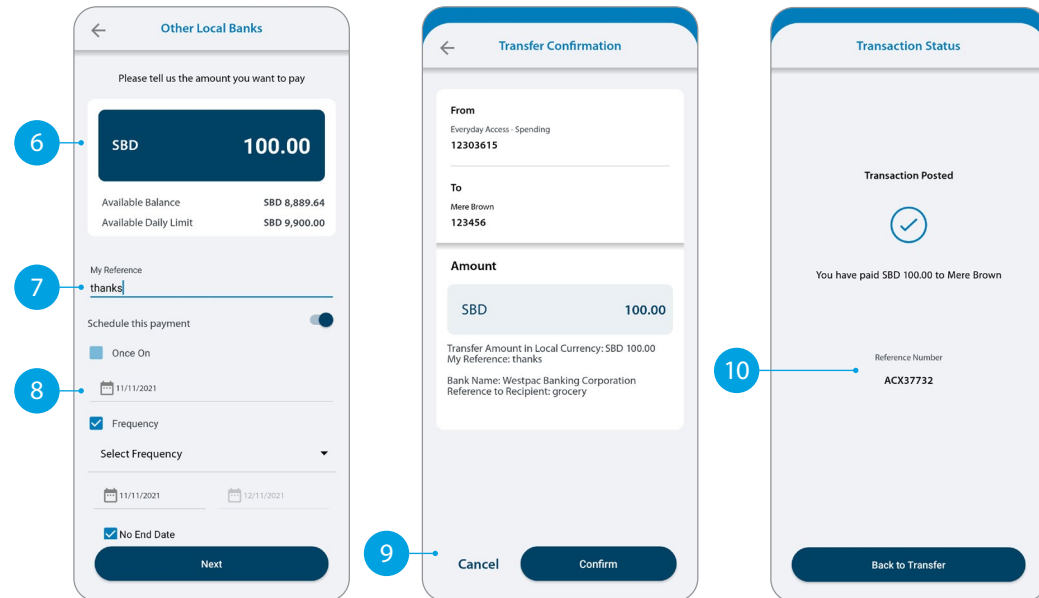 Other Local Banks
Please tell us the amount you want to pay
6
SBD 100.00
Available Balance SBD 8,889.64
Available Daily Limit SBD 9,900.00
My Reference
7
thanks
Schedule this payment
Once On
8
11/11/2021
Frequency
Select Frequency
11/11/2021 12/11/2021
No End Date
Next
Transfer Confirmation
From
Everyday Access - Spending
12303615
To
Mere Brown
123456
Amount
SBD 100.00
Transfer Amount in Local Currency: SBD 100.00
My Reference: thanks
Bank Name: Westpac Banking Corporation
Reference to Recipient: grocery
9
Cancel Confirm
Transaction Status
Transaction Posted
You have paid SBD 100.00 to Mere Brown
Reference Number
10
ACX37732
Back to Transfer